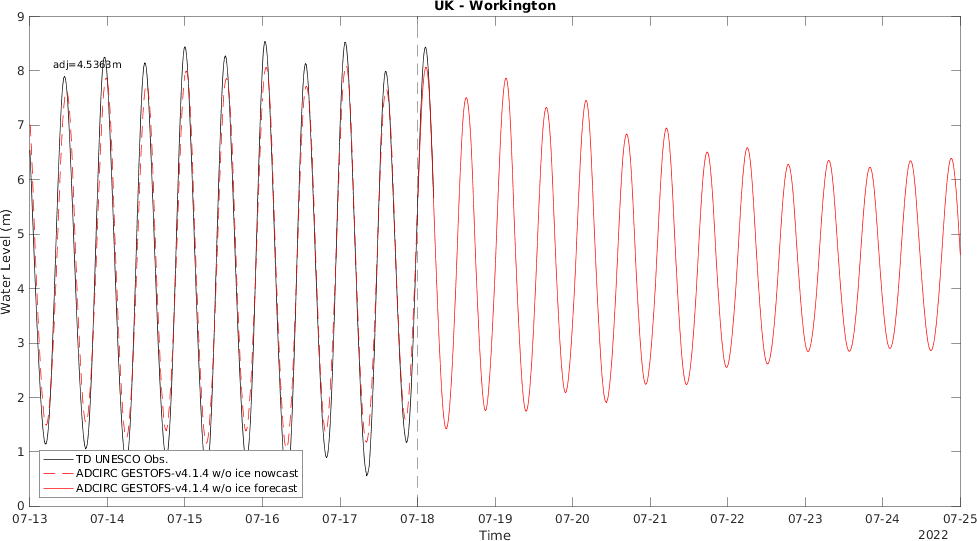 UK - Workington
9
8
7
6
5
4
3
2
1
0
Water Level (m)
adj=4.5363m
TD UNESCO Obs.
ADCIRC GESTOFS-v4.1.4 w/o ice nowcast
ADCIRC GESTOFS-v4.1.4 w/o ice forecast
07-13 07-14 07-15 07-16 07-17 07-18 07-19 07-20 07-21 07-22 07-23 07-24 07-25
Time
2022